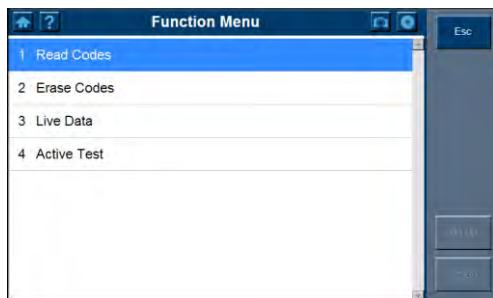 Function Menu
Esc
1 Read Codes
2 Erase Codes
3 Live Data
4 Active Test